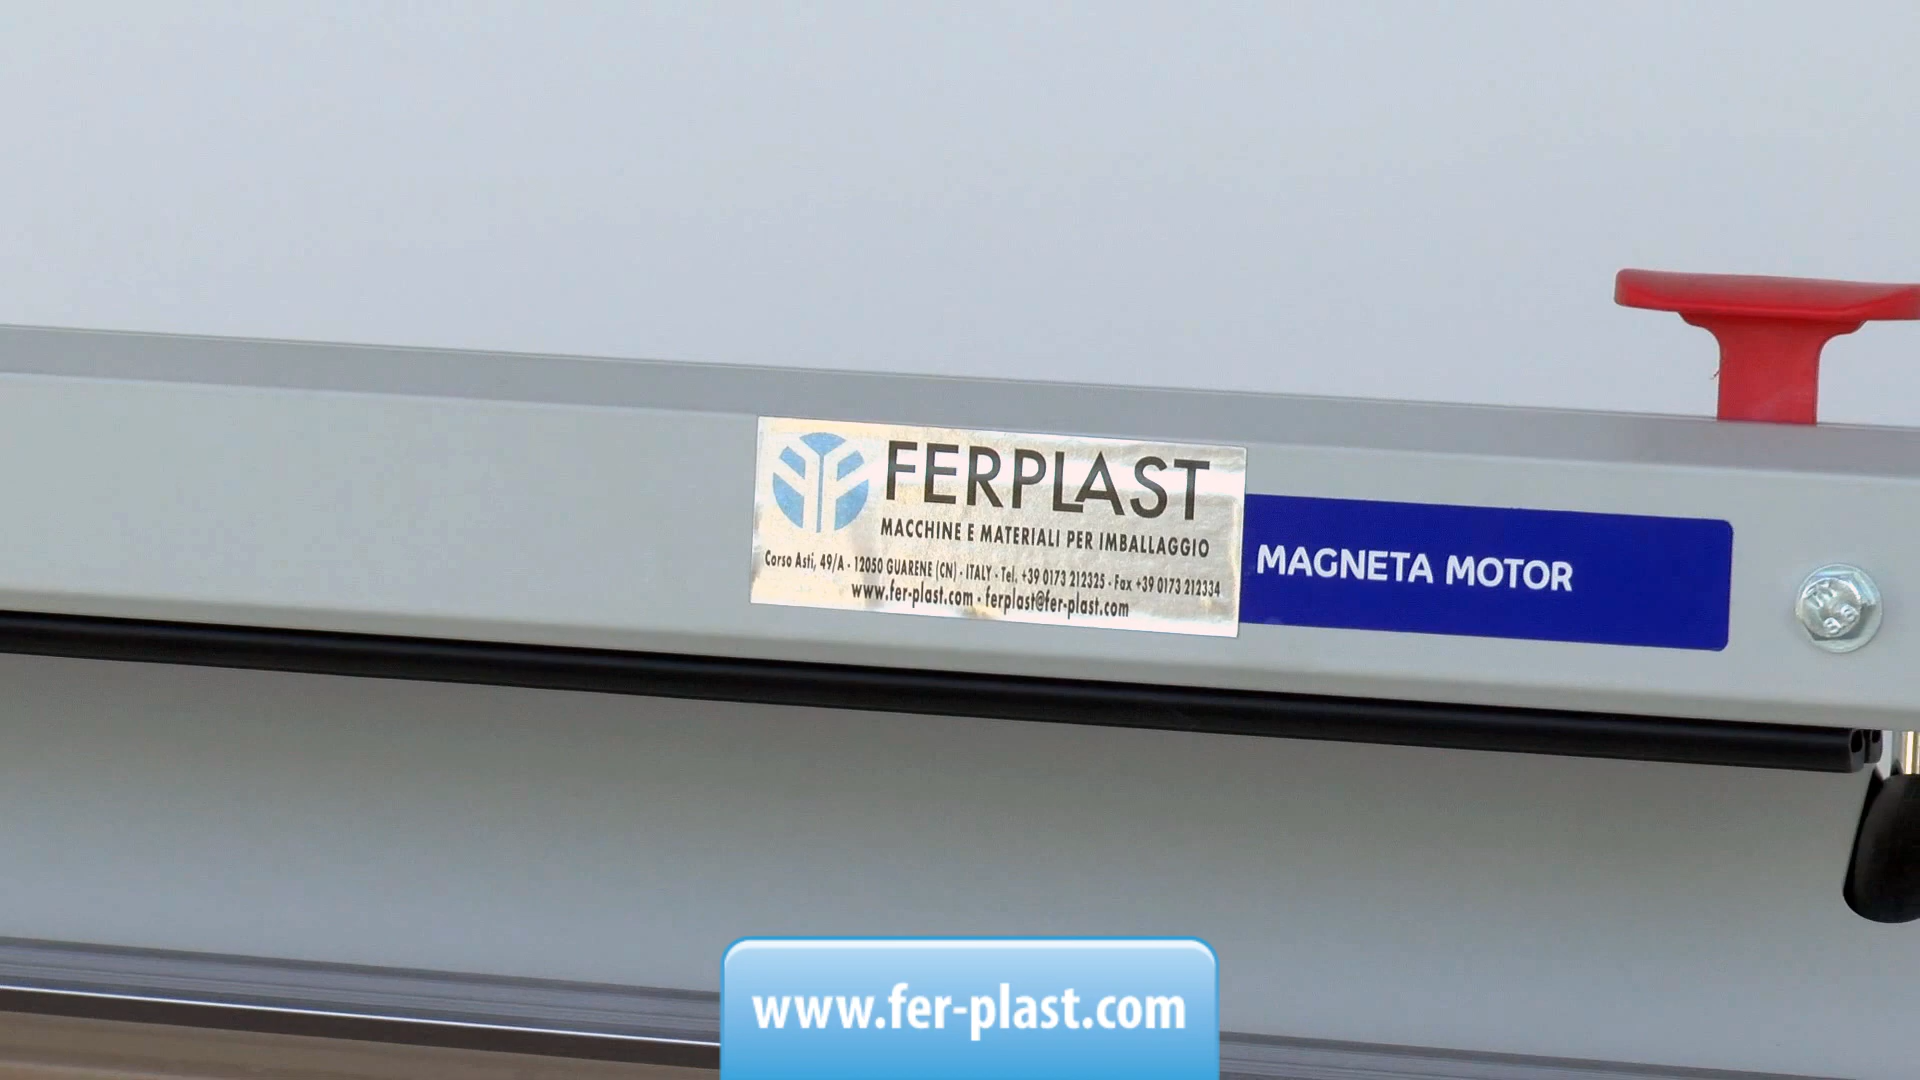 FERPLAST
MACCHINE E MATERIALI PER IMBALLAGGIO
Corso Asti, 49/A - 12050 GUARENE (CN) - ITALY - Tel. +39 0173 212325 - Fax +39 0173 212334
www.fer-plast.com - ferplast@fer-plast.com
MAGNETA MOTOR
www.fer-plast.com